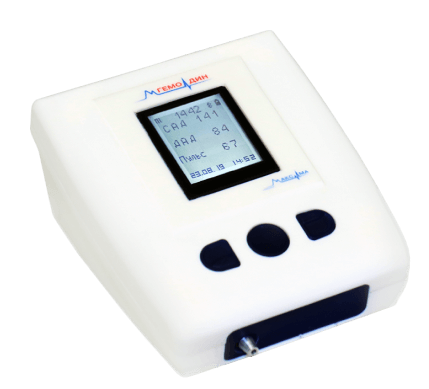 ГЕМОДИН
1442
САД 141
ДАД 84
Пульс 67
23.08.19 14:52